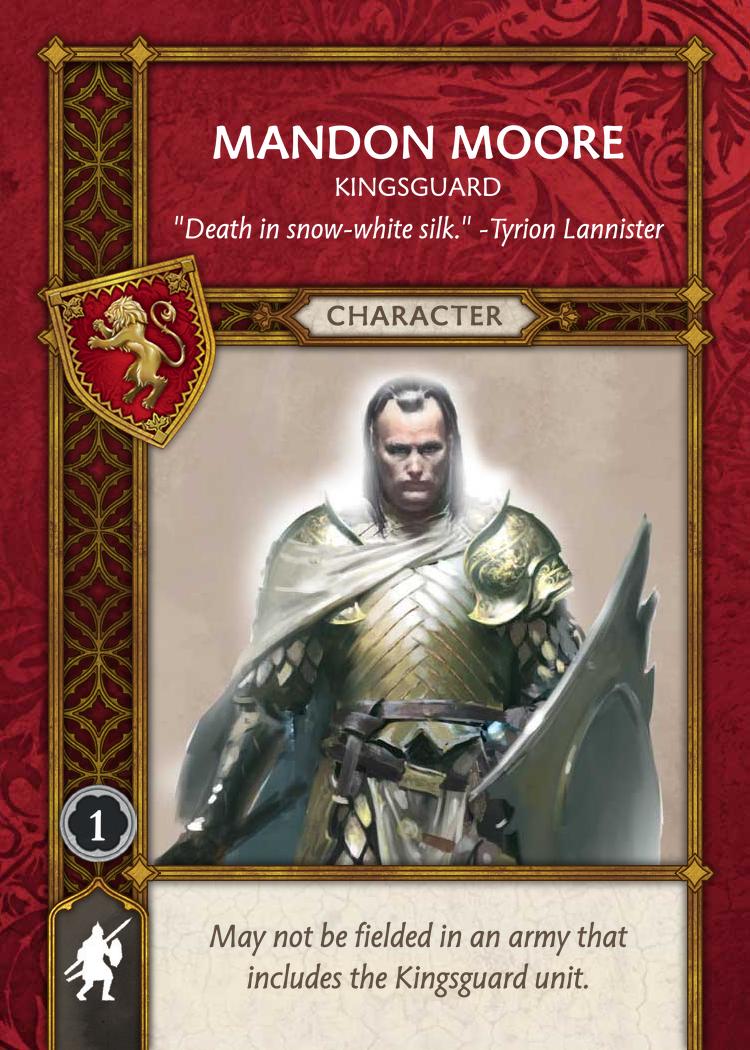 MANDON MOORE
KINGSGUARD
"Death in snow-white silk." -Tyrion Lannister
CHARACTER
1
May not be fielded in an army that
includes the Kingsguard unit.